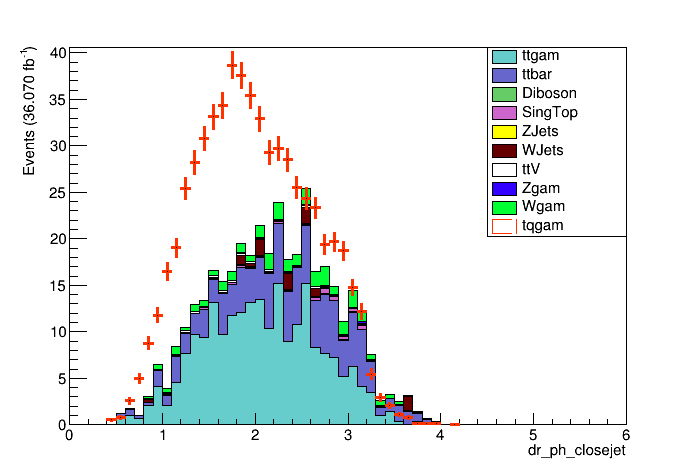 Events (36.070 fb⁻¹)
40
35
30
25
20
15
10
5
0
ttgam
ttbar
Diboson
SingTop
ZJets
WJets
ttV
Zgam
Wgam
tqgam
0 1 2 3 4 5 6
dr_ph_closejet